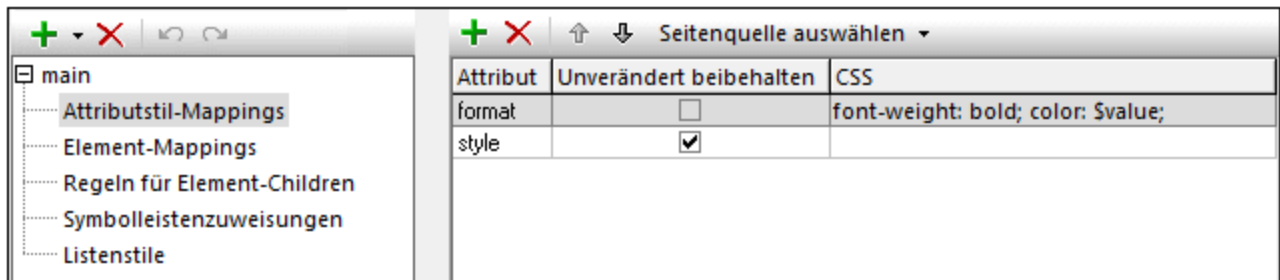 Seitenquelle auswählen
main
Attributstil-Mappings
Element-Mappings
Regeln für Element-Children
Symbolleistenzuweisungen
Listenstile
Attribut Unverändert beibehalten CSS
format font-weight: bold; color: $value;
style